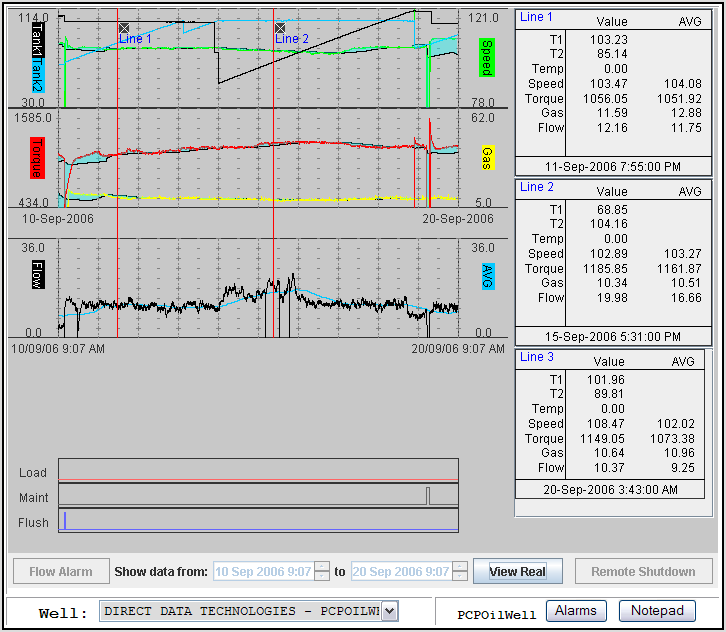 114.0
121.0
Tank1
Tank2
Line 1
Line 2
Speed
30.0
78.0
1585.0
62.0
Torque
Gas
434.0
5.0
10-Sep-2006
20-Sep-2006
36.0
36.0
Flow
AVG
0.0
0.0
10/09/06 9:07 AM
20/09/06 9:07 AM
Load
Maint
Flush
Line 1
Value AVG
T1 103.23
T2 85.14
Temp 0.00
Speed 103.47 104.08
Torque 1056.05 1051.92
Gas 11.59 12.88
Flow 12.16 11.75
11-Sep-2006 7:55:00 PM
Line 2
Value AVG
T1 68.85
T2 104.16
Temp 0.00
Speed 102.89 103.27
Torque 1185.85 1161.87
Gas 10.34 10.51
Flow 19.98 16.66
15-Sep-2006 5:31:00 PM
Line 3
Value AVG
T1 101.96
T2 89.81
Temp 0.00
Speed 108.47 102.02
Torque 1149.05 1073.38
Gas 10.64 10.96
Flow 10.37 9.25
20-Sep-2006 3:43:00 AM
Flow Alarm Show data from: 10 Sep 2006 9:07 to 20 Sep 2006 9:07 View Real Remote Shutdown
Well: DIRECT DATA TECHNOLOGIES - PCPOILWE PCPOilWell Alarms Notepad